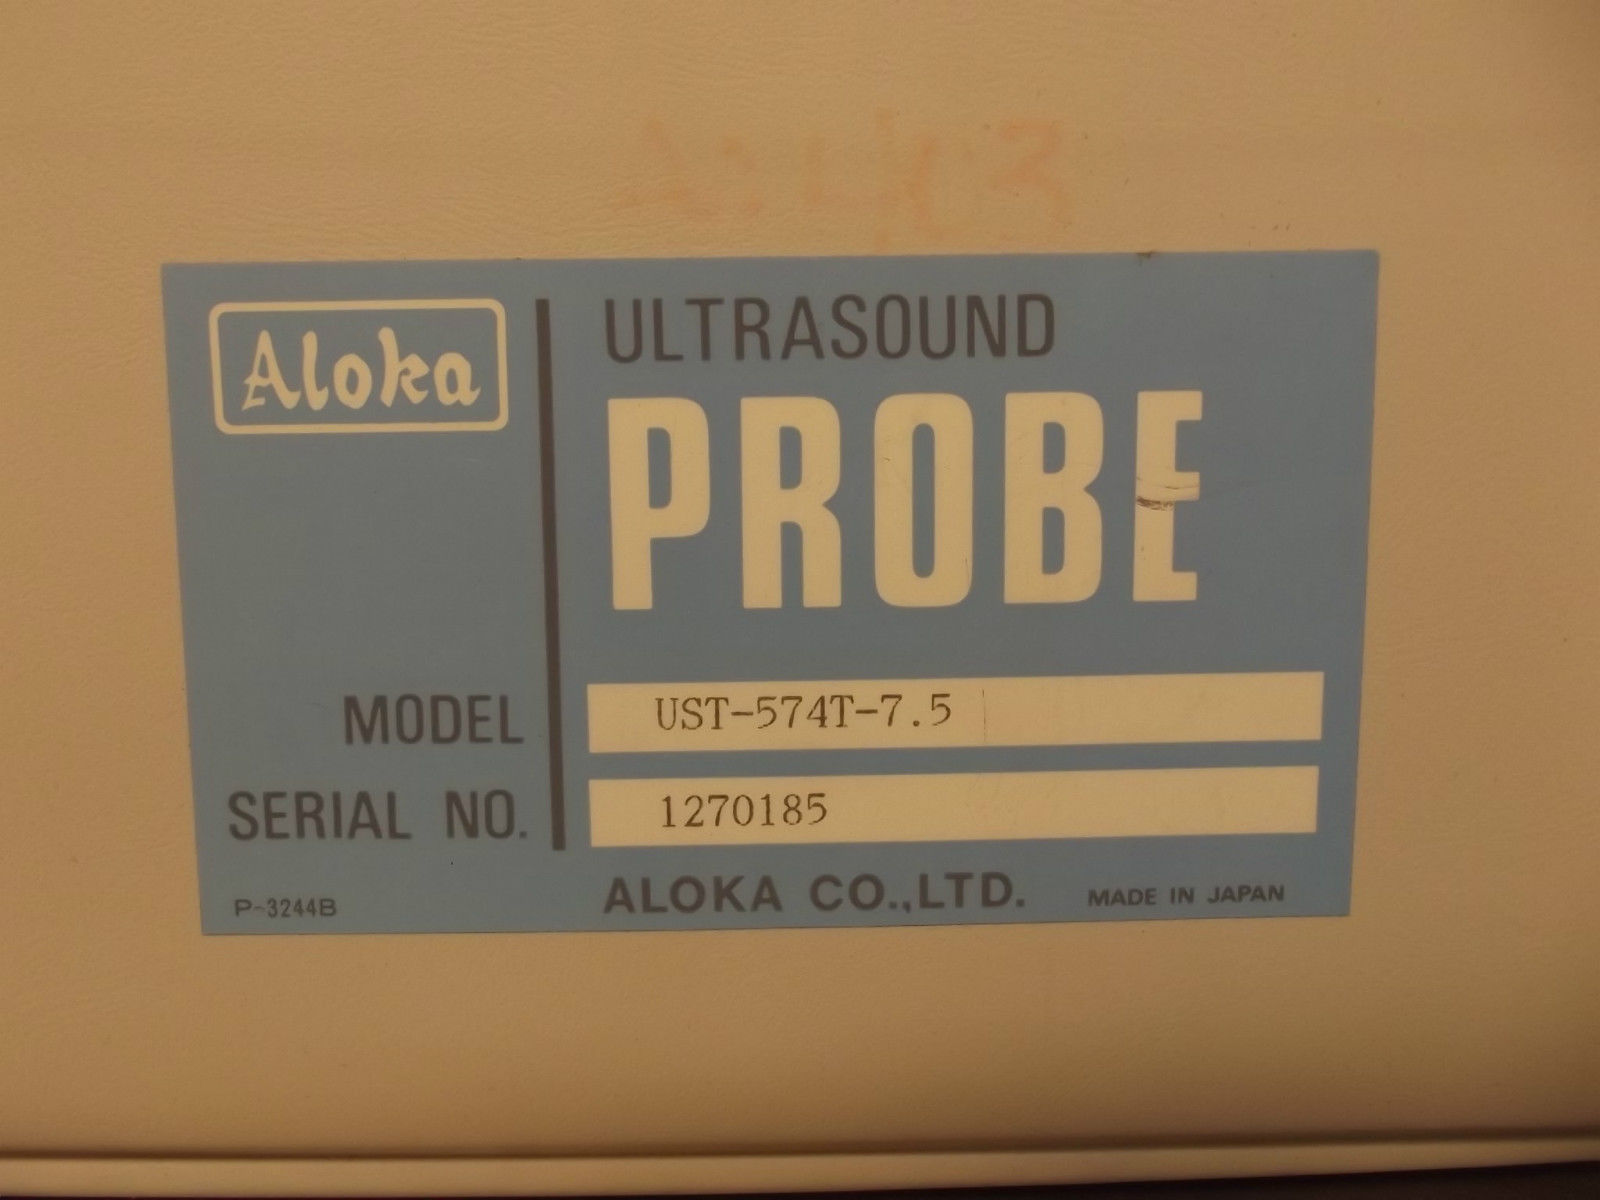 Aloka
ULTRASOUND
PROBE
MODEL UST-574T-7.5
SERIAL NO. 1270185
P-3244B ALOKA CO.,LTD. MADE IN JAPAN